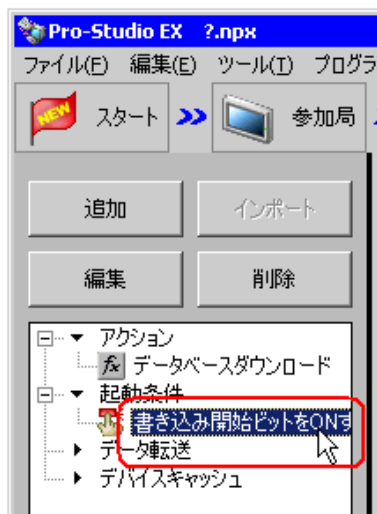 Pro-Studio EX ?.npx
ファイル(F) 編集(E) ツール(T) プログラ
NEW スタート 参加局
追加 インポート
編集 削除
アクション
fx データベースダウンロード
起動条件
書き込み開始ビットをONす
データ転送
デバイスキャッシュ